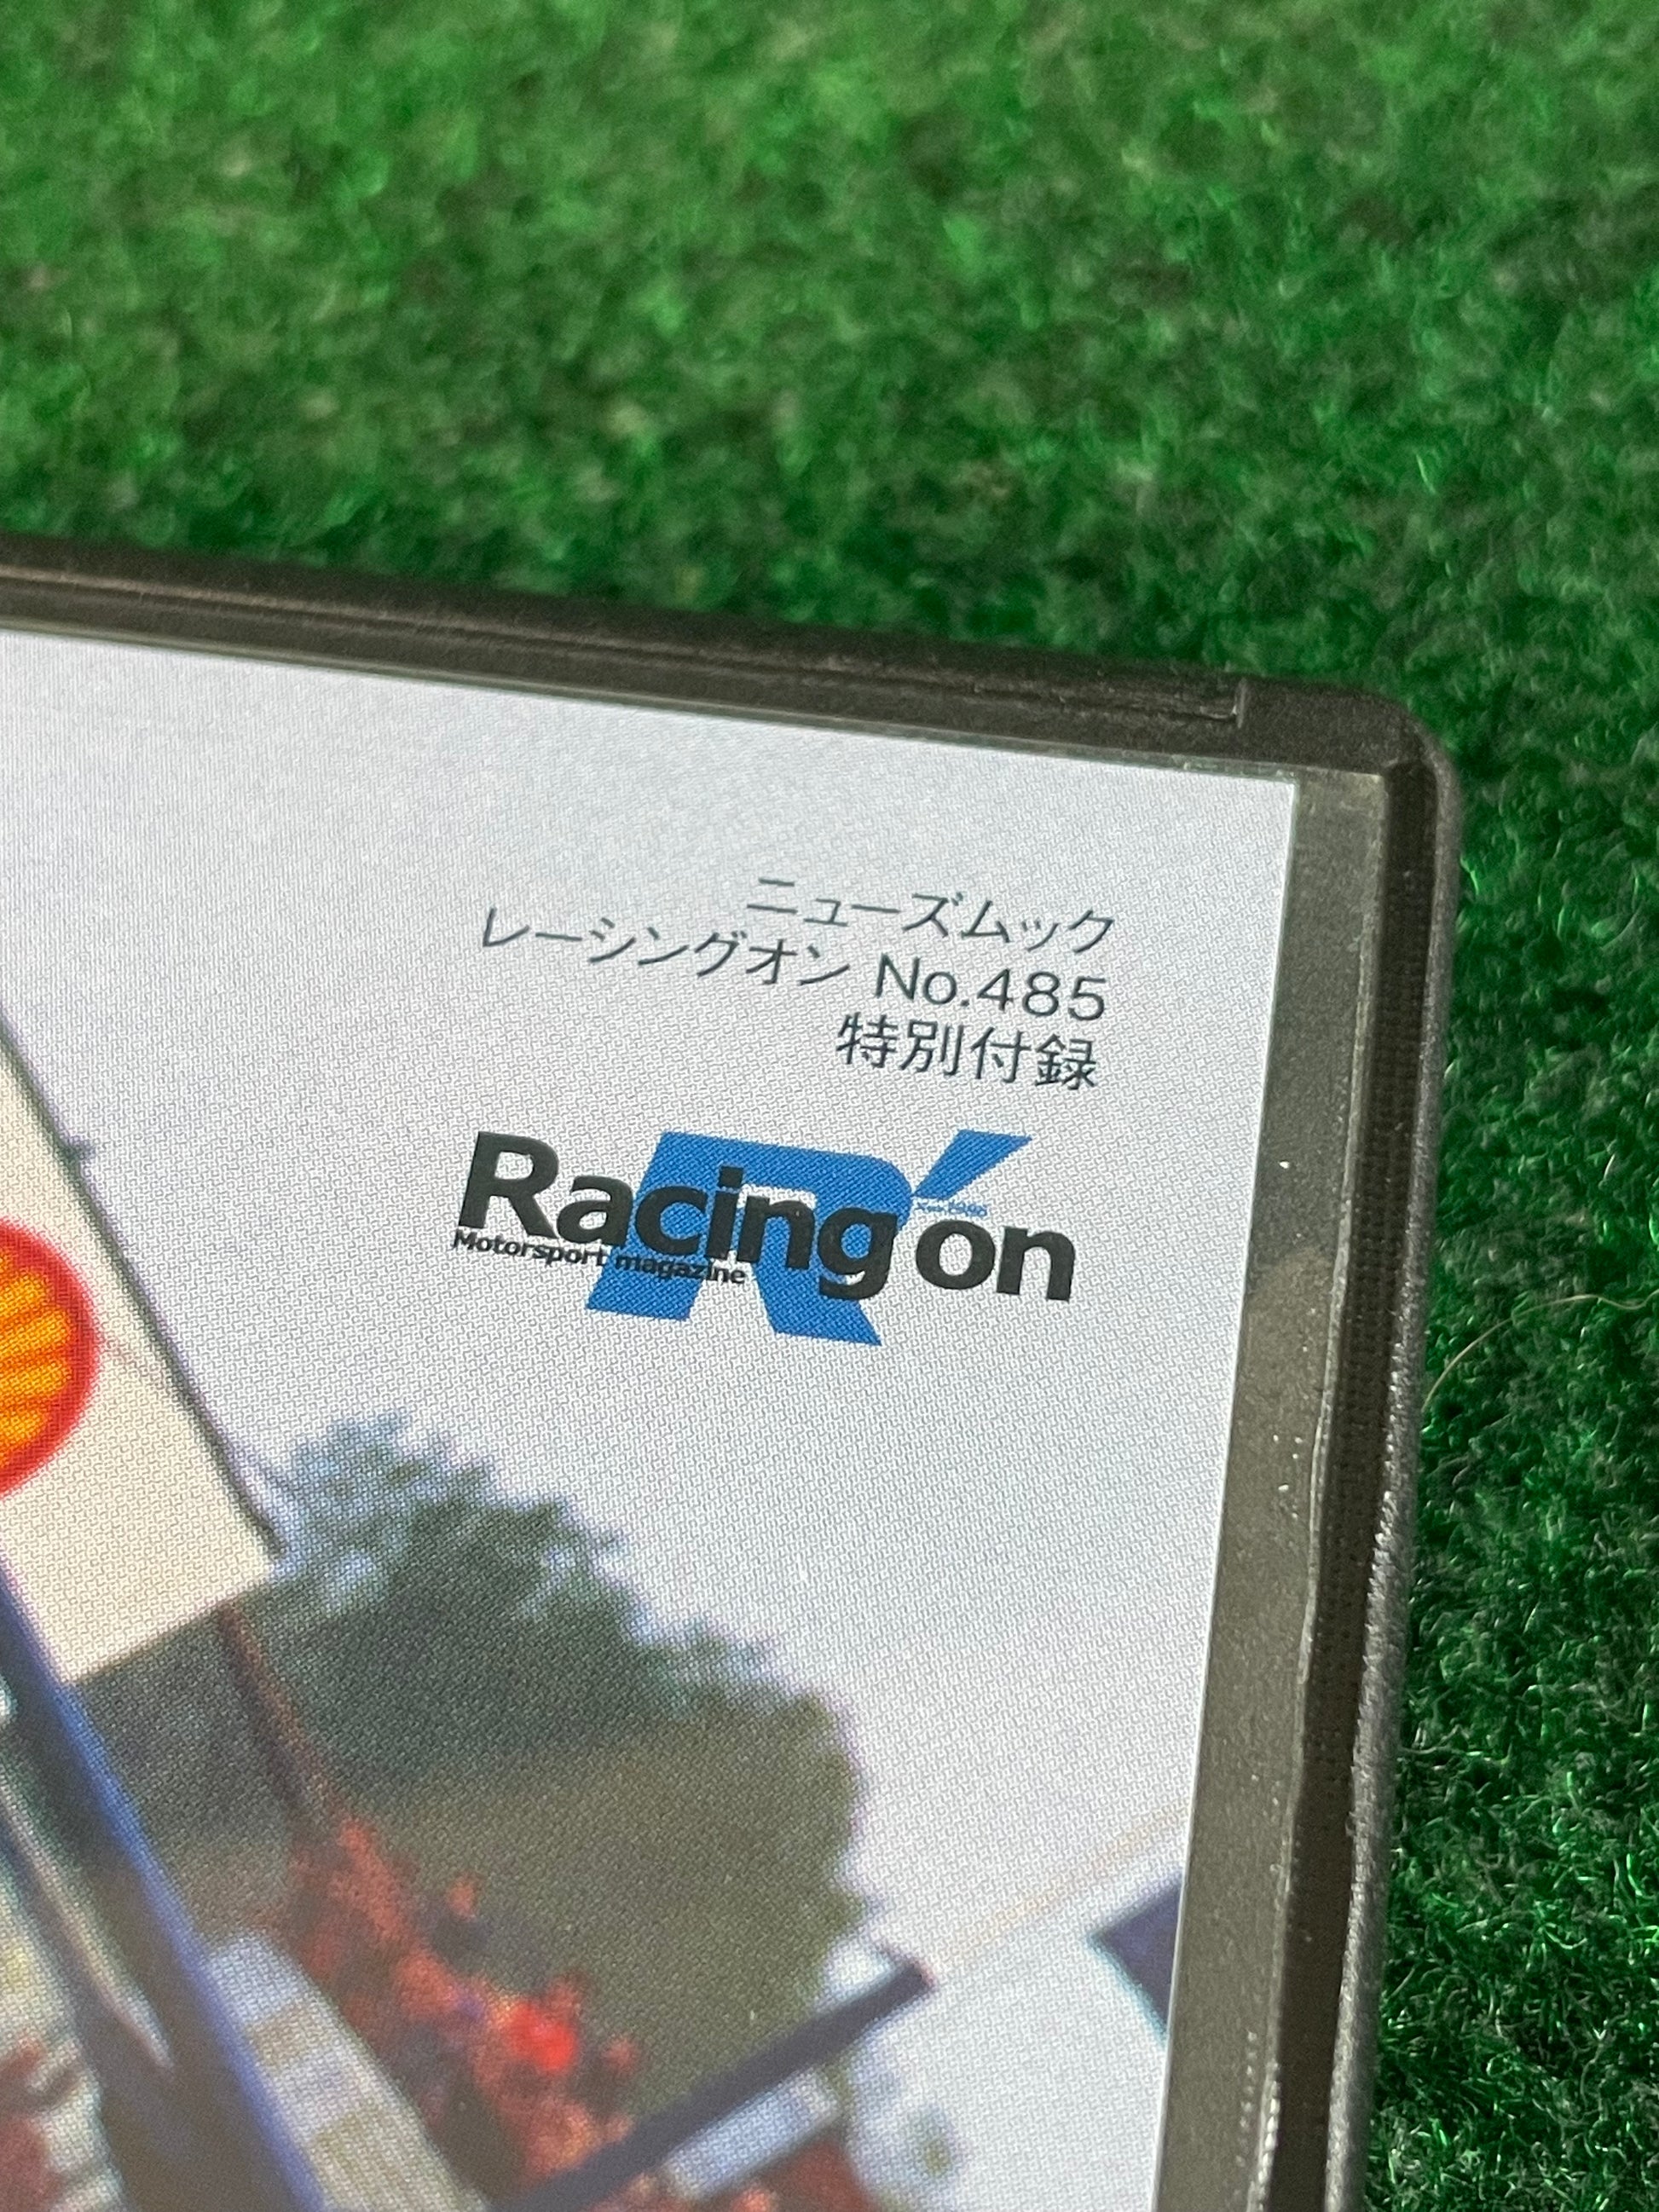 ニューズムック
レーシングオン No.485
特別付録
Racing on
Motorsport magazine